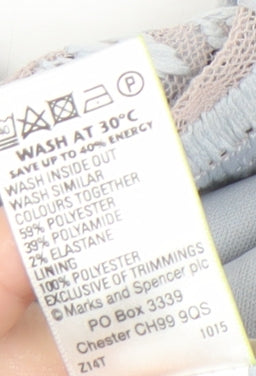 P
WASH AT 30°C
SAVE UP TO 40% ENERGY
WASH INSIDE OUT
WASH SIMILAR
COLOURS TOGETHER
59% POLYESTER
39% POLYAMIDE
2% ELASTANE
LINING
100% POLYESTER
EXCLUSIVE OF TRIMMINGS
©Marks and Spencer plc
PO Box 3339
Chester CH99 9QS
1015
Z14T